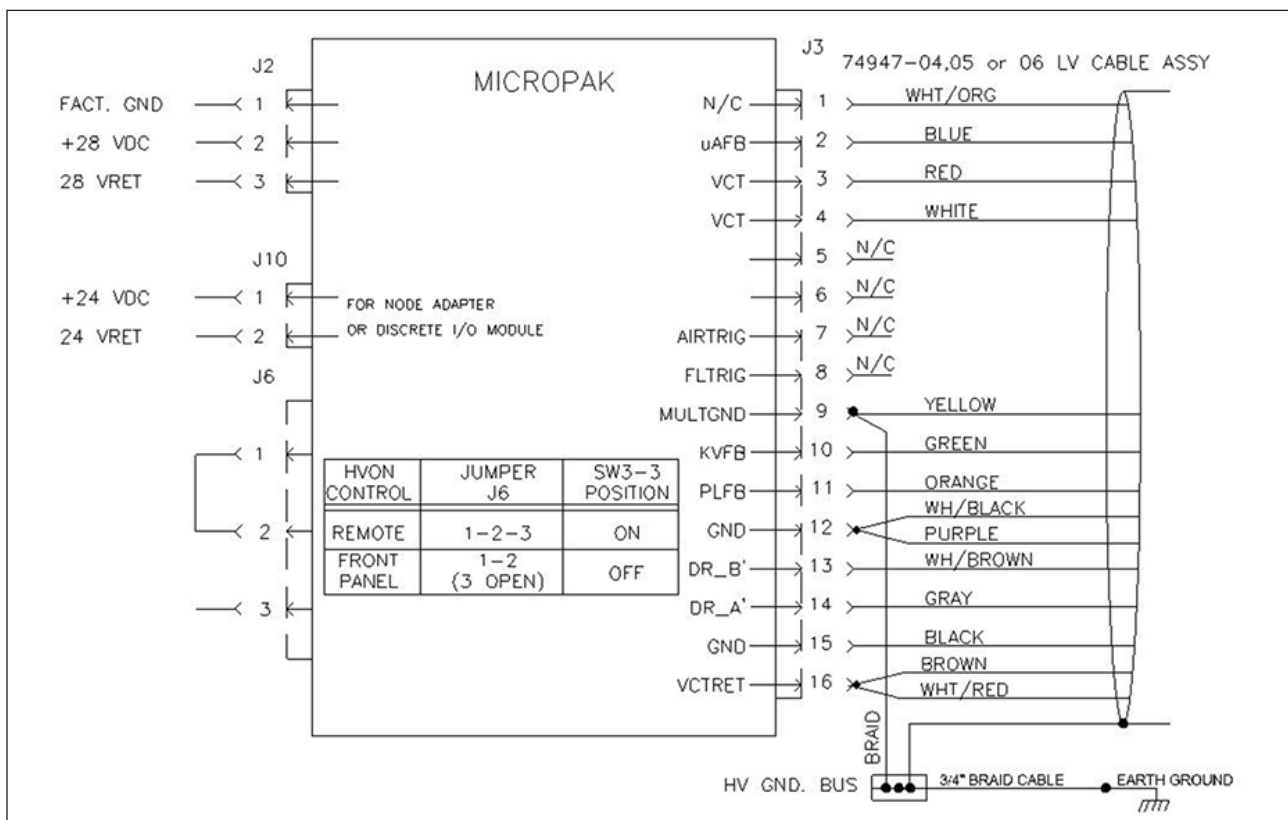 J2
FACT. GND 1
+28 VDC 2
28 VRET 3
J10
+24 VDC 1
24 VRET 2
J6
1
2
3
MICROPAK
FOR NODE ADAPTER
OR DISCRETE I/O MODULE
HVON CONTROL JUMPER J6 SW3-3 POSITION
REMOTE 1-2-3 ON
FRONT PANEL 1-2 (3 OPEN) OFF
J3
74947-04,05 or 06 LV CABLE ASSY
N/C 1 WHT/ORG
uAFB 2 BLUE
VCT 3 RED
VCT 4 WHITE
5 N/C
6 N/C
AIRTRIG 7 N/C
FLTRIG 8 N/C
MULTGND 9 YELLOW
KVFB 10 GREEN
PLFB 11 ORANGE
WH/BLACK
GND 12
PURPLE
DR_B' 13 WH/BROWN
DR_A' 14 GRAY
GND 15 BLACK
BROWN
VCTRET 16
WHT/RED
BRAID
HV GND. BUS 3/4" BRAID CABLE EARTH GROUND